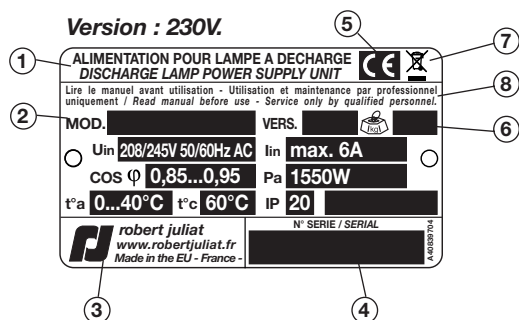 Version : 230V.
5
7
1
ALIMENTATION POUR LAMPE A DECHARGE
DISCHARGE LAMP POWER SUPPLY UNIT
CE
8
Lire le manuel avant utilisation - Utilisation et maintenance par professionnel
uniquement / Read manual before use - Service only by qualified personnel.
2
MOD.
VERS.
kg
6
Uin 208/245V 50/60Hz AC
Iin max. 6A
COS φ 0,85...0,95
Pa 1550W
t°a 0...40°C t°c 60°C
IP 20
robert juliat
www.robertjuliat.fr
Made in the EU - France -
N° SERIE / SERIAL
A40839704
3
4